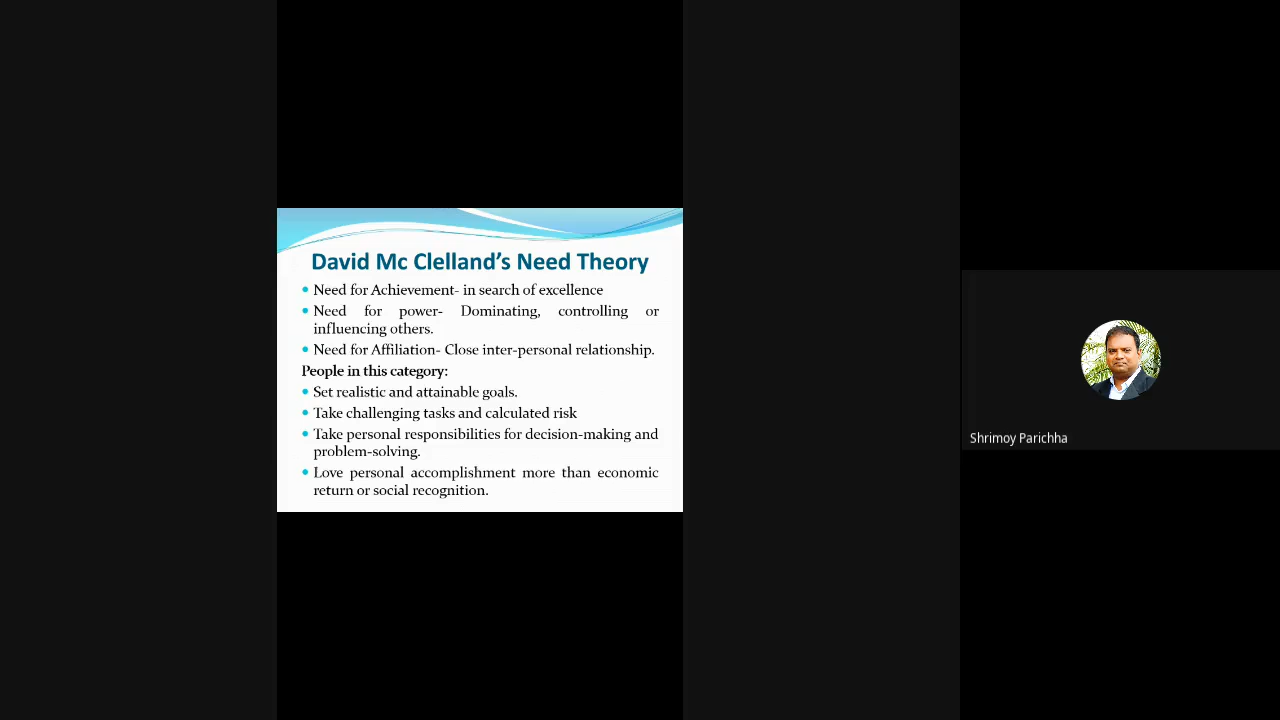 David Mc Clelland's Need Theory
Need for Achievement- in search of excellence
Need for power- Dominating, controlling or
influencing others.
Need for Affiliation- Close inter-personal relationship.
People in this category:
Set realistic and attainable goals.
Take challenging tasks and calculated risk
Take personal responsibilities for decision-making and
problem-solving.
Love personal accomplishment more than economic
return or social recognition.
Shrimoy Parichha